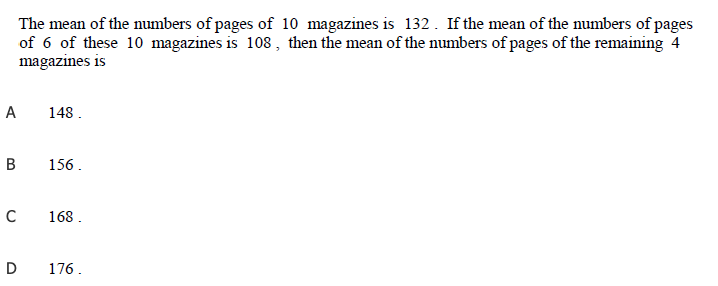 The mean of the numbers of pages of 10 magazines is 132 . If the mean of the numbers of pages
of 6 of these 10 magazines is 108 , then the mean of the numbers of pages of the remaining 4
magazines is
A 148 .
B 156 .
C 168 .
D 176 .